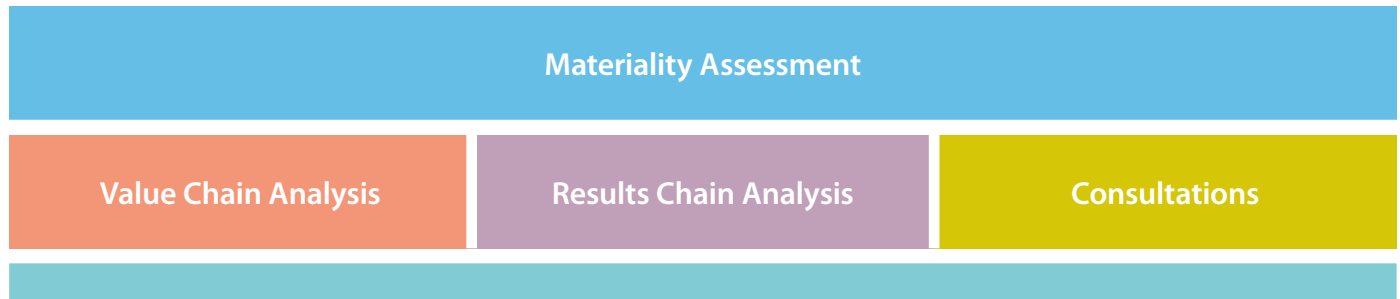 Materiality Assessment
Value Chain Analysis
Results Chain Analysis
Consultations